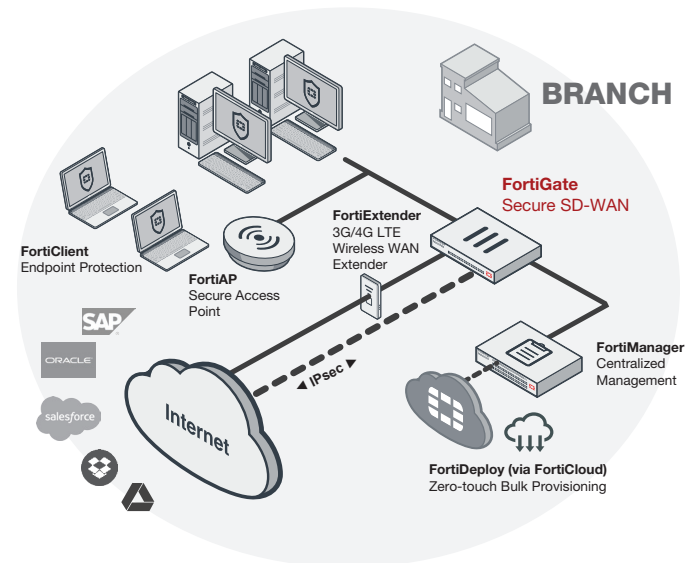 BRANCH
FortiGate
Secure SD-WAN
FortiExtender
3G/4G LTE
Wireless WAN
Extender
FortiClient
Endpoint Protection
FortiAP
Secure Access
Point
SAP
ORACLE
salesforce
Internet
◄ IPsec ►
FortiManager
Centralized
Management
FortiDeploy (via FortiCloud)
Zero-touch Bulk Provisioning